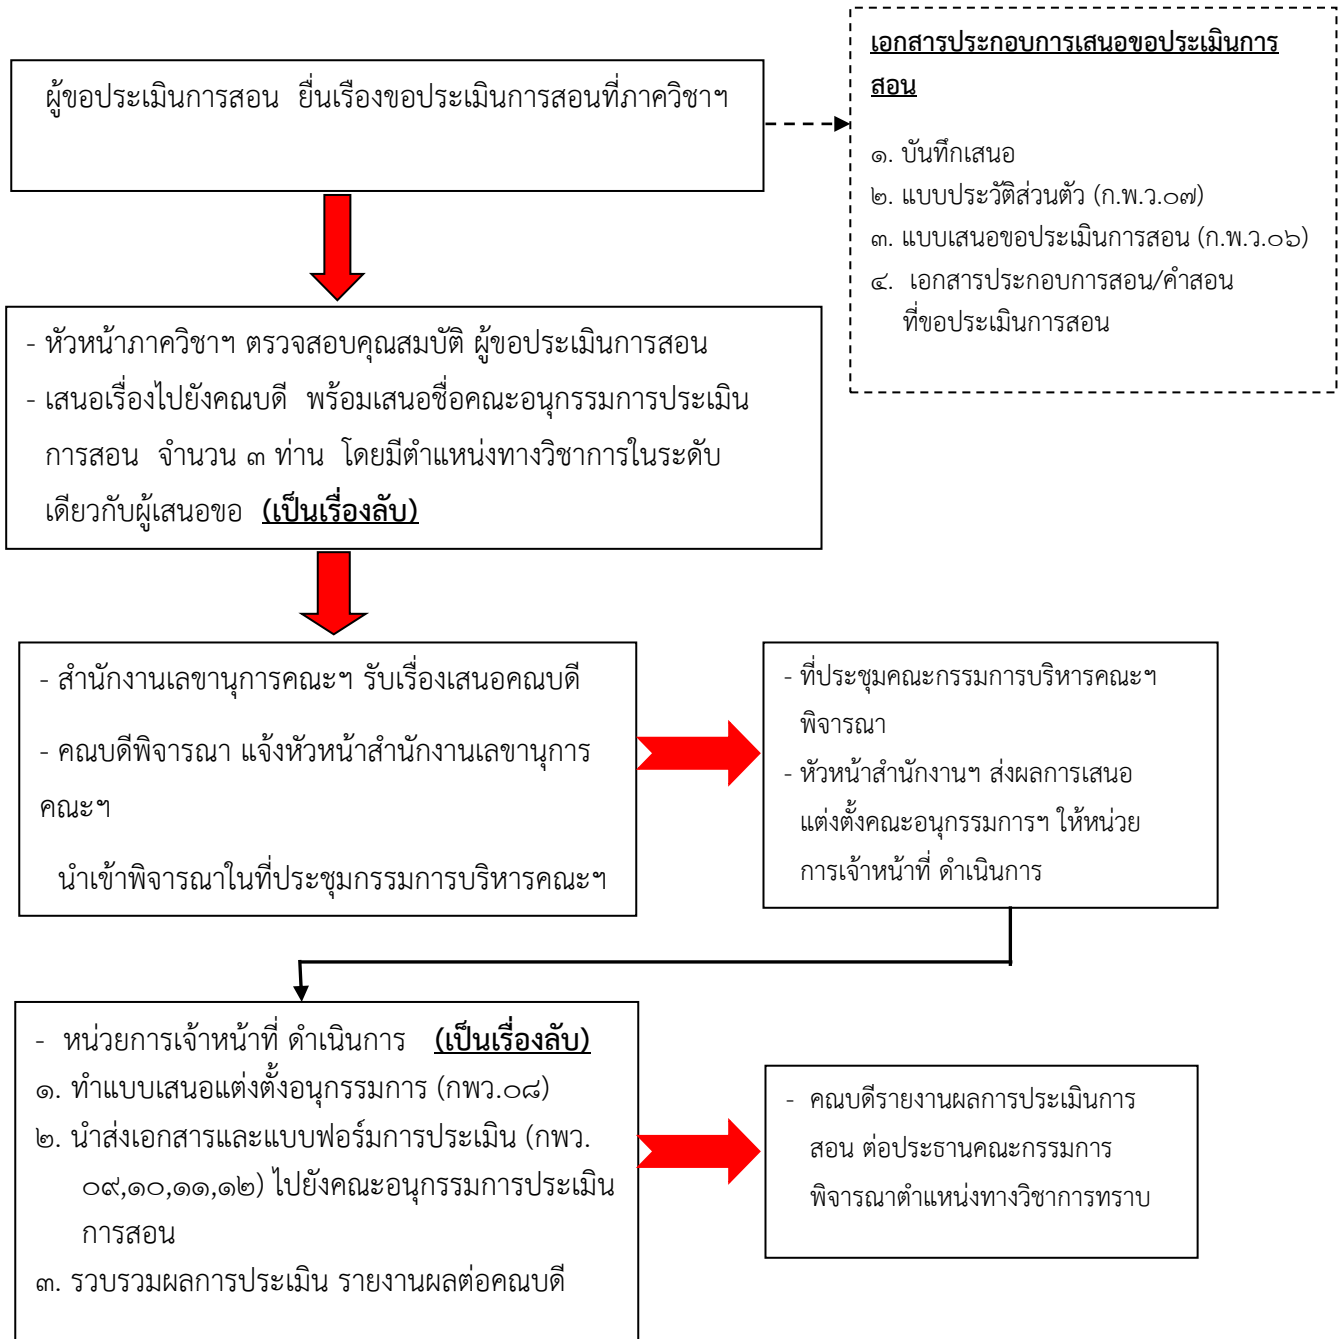 ผู้ขอประเมินการสอน ยื่นเรื่องขอประเมินการสอนที่ภาควิชาฯ
เอกสารประกอบการเสนอขอประเมินการ
สอน
๑. บันทึกเสนอ
๒. แบบประวัติส่วนตัว (ก.พ.ว.๐๗)
๓. แบบเสนอขอประเมินการสอน (ก.พ.ว.๐๖)
๔. เอกสารประกอบการสอน/คำสอน
ที่ขอประเมินการสอน
- หัวหน้าภาควิชาฯ ตรวจสอบคุณสมบัติ ผู้ขอประเมินการสอน
- เสนอเรื่องไปยังคณบดี พร้อมเสนอชื่อคณะอนุกรรมการประเมิน
การสอน จำนวน ๓ ท่าน โดยมีตำแหน่งทางวิชาการในระดับ
เดียวกับผู้เสนอขอ (เป็นเรื่องลับ)
- สำนักงานเลขานุการคณะฯ รับเรื่องเสนอคณบดี
- คณบดีพิจารณา แจ้งหัวหน้าสำนักงานเลขานุการ
คณะฯ
นำเข้าพิจารณาในที่ประชุมกรรมการบริหารคณะฯ
- ที่ประชุมคณะกรรมการบริหารคณะฯ
พิจารณา
- หัวหน้าสำนักงานฯ ส่งผลการเสนอ
แต่งตั้งคณะอนุกรรมการฯ ให้หน่วย
การเจ้าหน้าที่ ดำเนินการ
- หน่วยการเจ้าหน้าที่ ดำเนินการ (เป็นเรื่องลับ)
๑. ทำแบบเสนอแต่งตั้งอนุกรรมการ (กพว.๐๘)
๒. นำส่งเอกสารและแบบฟอร์มการประเมิน (กพว.
๐๙,๑๐,๑๑,๑๒) ไปยังคณะอนุกรรมการประเมิน
การสอน
๓. รวบรวมผลการประเมิน รายงานผลต่อคณบดี
- คณบดีรายงานผลการประเมินการ
สอน ต่อประธานคณะกรรมการ
พิจารณาตำแหน่งทางวิชาการทราบ